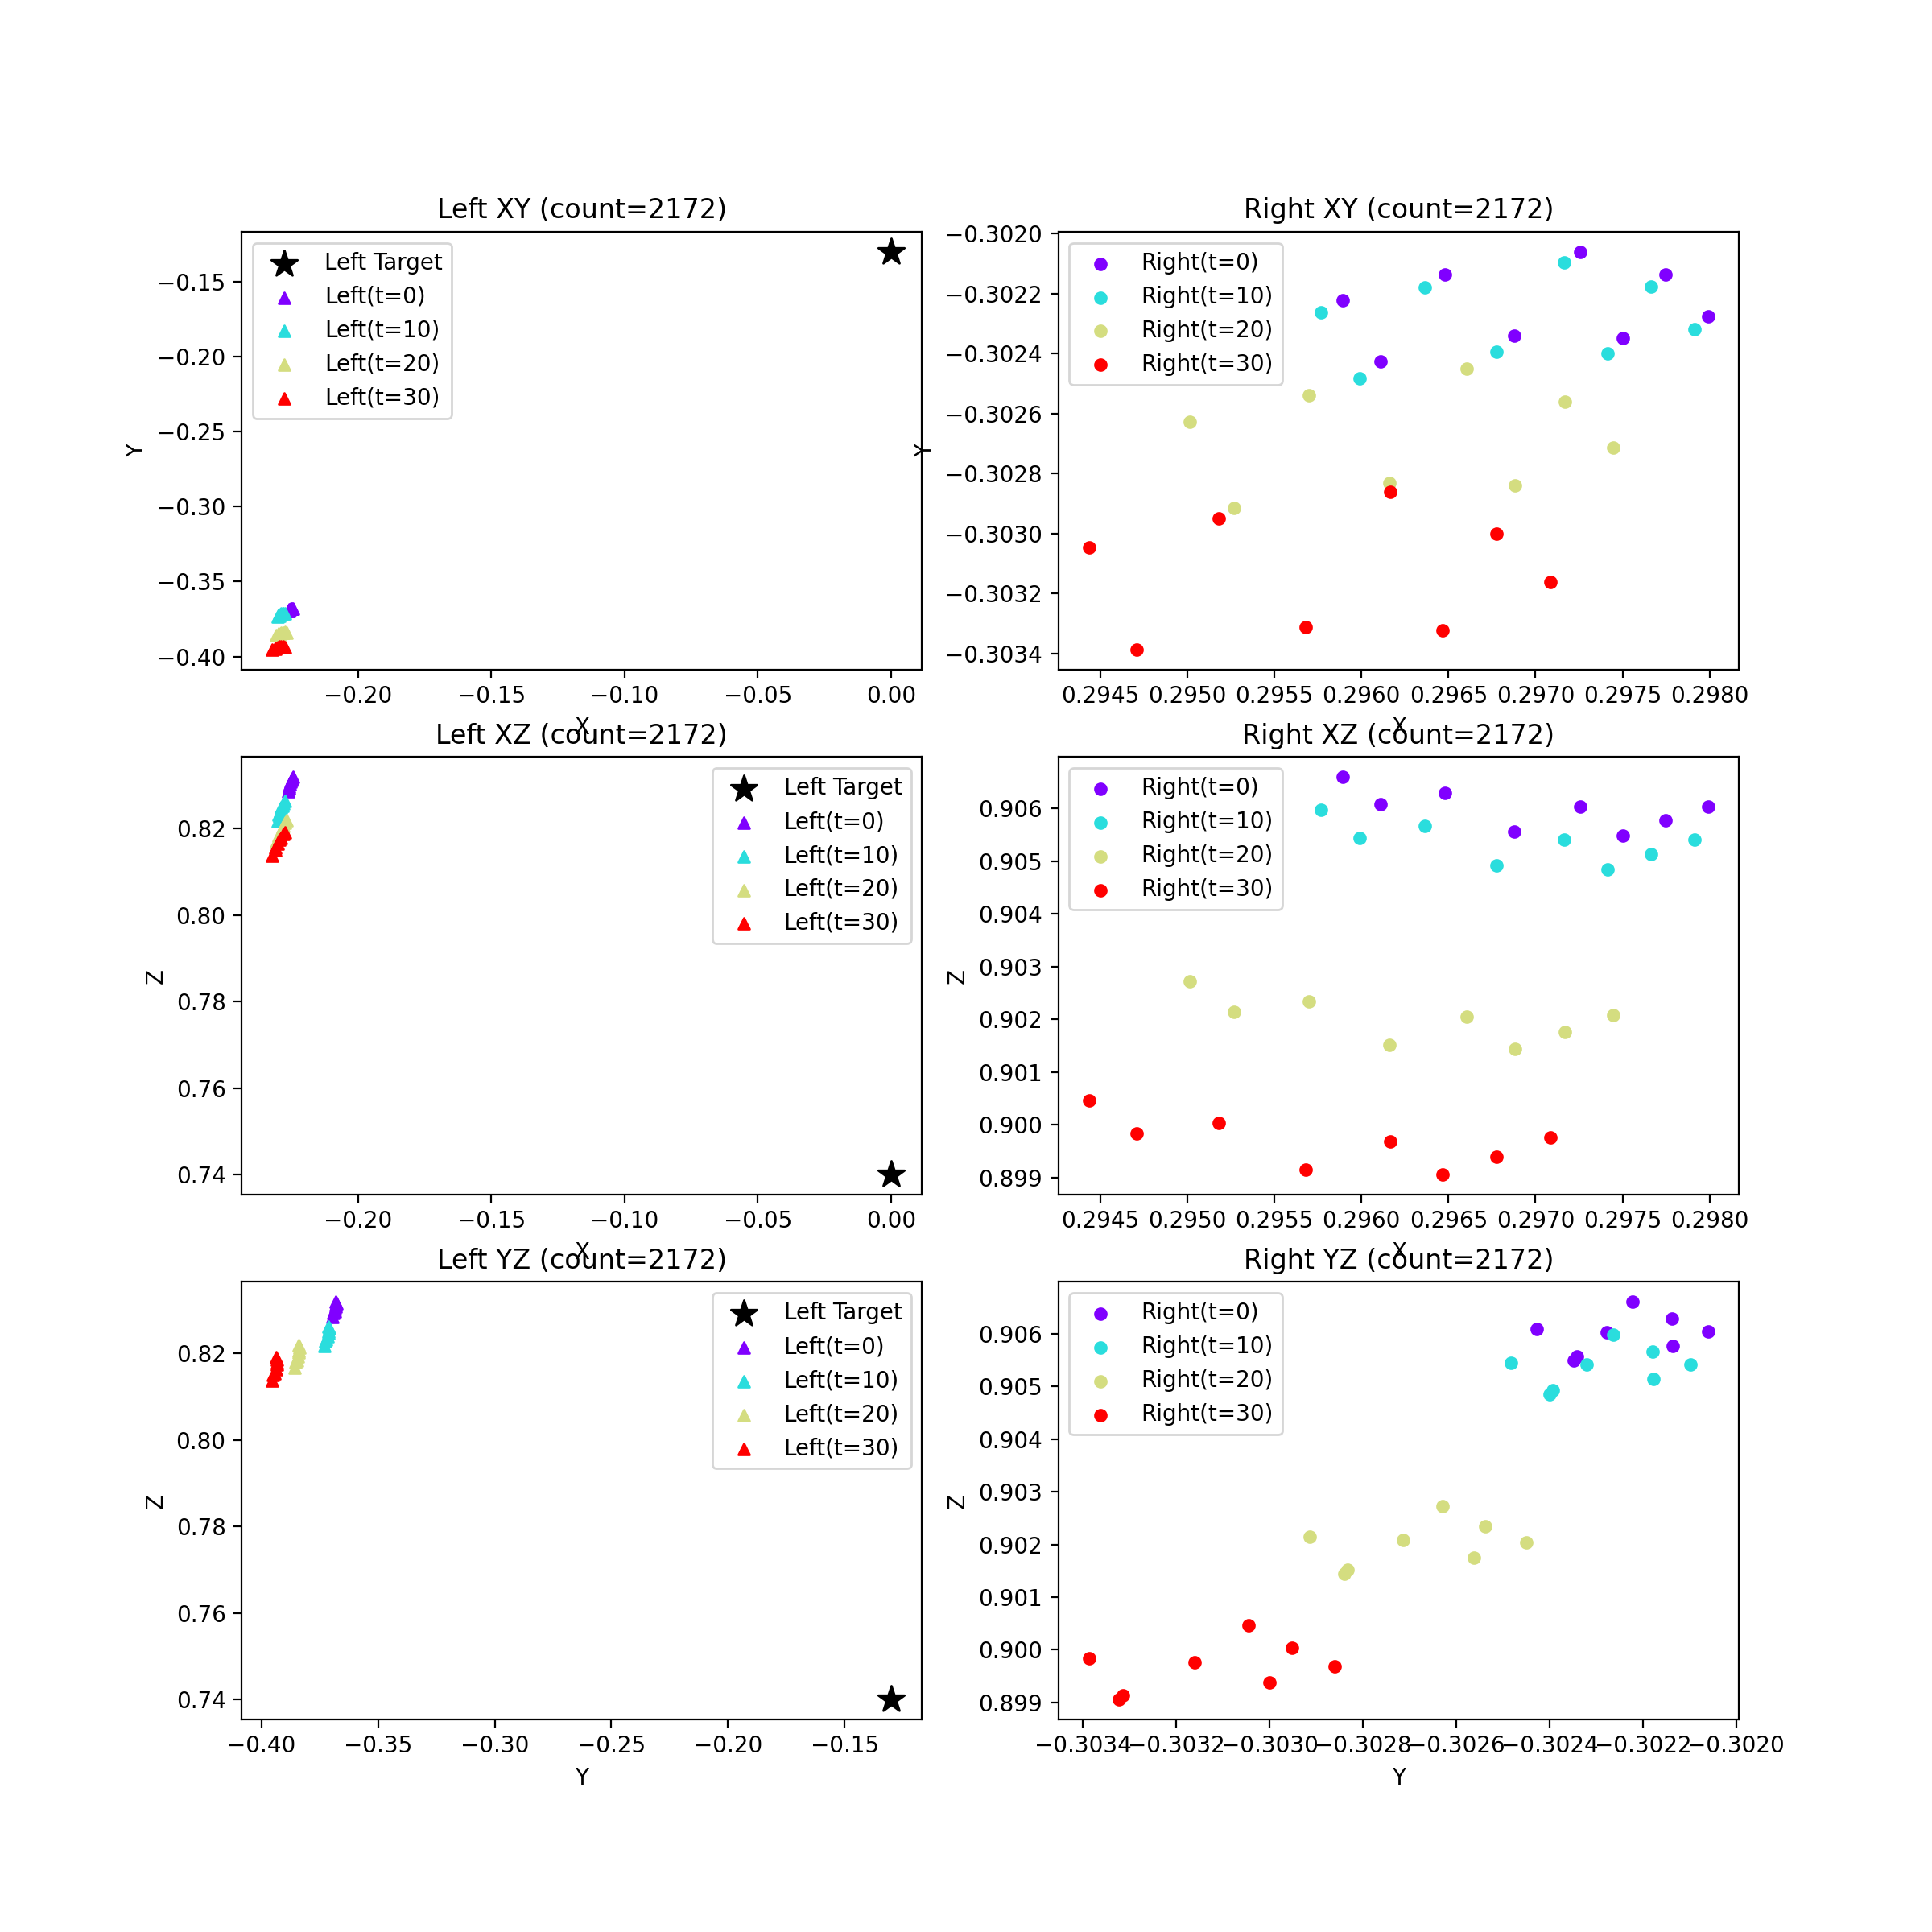 Left XY (count=2172)
Left Target
Left(t=0)
Left(t=10)
Left(t=20)
Left(t=30)
−0.15
−0.20
−0.25
−0.30
−0.35
−0.40
Y
−0.20 −0.15 −0.10 −0.05 0.00
X
Right XY (count=2172)
Right(t=0)
Right(t=10)
Right(t=20)
Right(t=30)
−0.3020
−0.3022
−0.3024
−0.3026
−0.3028
−0.3030
−0.3032
−0.3034
Y
0.2945 0.2950 0.2955 0.2960 0.2965 0.2970 0.2975 0.2980
X
Left XZ (count=2172)
Left Target
Left(t=0)
Left(t=10)
Left(t=20)
Left(t=30)
0.82
0.80
0.78
0.76
0.74
Z
−0.20 −0.15 −0.10 −0.05 0.00
X
Right XZ (count=2172)
Right(t=0)
Right(t=10)
Right(t=20)
Right(t=30)
0.906
0.905
0.904
0.903
0.902
0.901
0.900
0.899
Z
0.2945 0.2950 0.2955 0.2960 0.2965 0.2970 0.2975 0.2980
X
Left YZ (count=2172)
Left Target
Left(t=0)
Left(t=10)
Left(t=20)
Left(t=30)
0.82
0.80
0.78
0.76
0.74
Z
−0.40 −0.35 −0.30 −0.25 −0.20 −0.15
Y
Right YZ (count=2172)
Right(t=0)
Right(t=10)
Right(t=20)
Right(t=30)
0.906
0.905
0.904
0.903
0.902
0.901
0.900
0.899
Z
−0.3034 −0.3032 −0.3030 −0.3028 −0.3026 −0.3024 −0.3022 −0.3020
Y